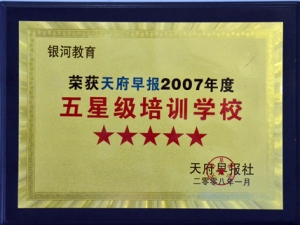 银河教育
荣获天府早报2007年度
五星级培训学校
天府早报社
二零零八年一月